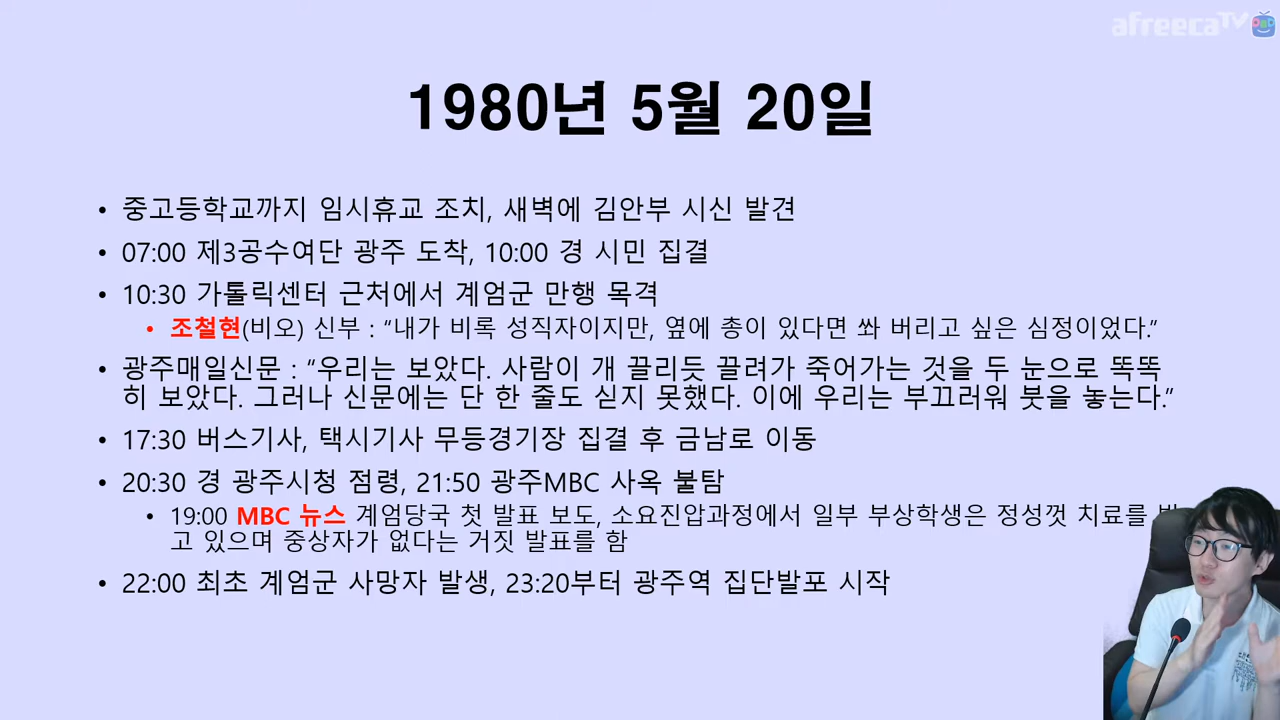 afreecaTV
1980년 5월 20일
• 중고등학교까지 임시휴교 조치, 새벽에 김안부 시신 발견
• 07:00 제3공수여단 광주 도착, 10:00 경 시민 집결
• 10:30 가톨릭센터 근처에서 계엄군 만행 목격
• 조철현(비오) 신부 : “내가 비록 성직자이지만, 옆에 총이 있다면 쏴 버리고 싶은 심정이었다.”
• 광주매일신문 : “우리는 보았다. 사람이 개 끌리듯 끌려가 죽어가는 것을 두 눈으로 똑똑
히 보았다. 그러나 신문에는 단 한 줄도 싣지 못했다. 이에 우리는 부끄러워 붓을 놓는다.”
• 17:30 버스기사, 택시기사 무등경기장 집결 후 금남로 이동
• 20:30 경 광주시청 점령, 21:50 광주MBC 사옥 불탐
• 19:00 MBC 뉴스 계엄당국 첫 발표 보도, 소요진압과정에서 일부 부상학생은 정성껏 치료를
고 있으며 중상자가 없다는 거짓 발표를 함
• 22:00 최초 계엄군 사망자 발생, 23:20부터 광주역 집단발포 시작